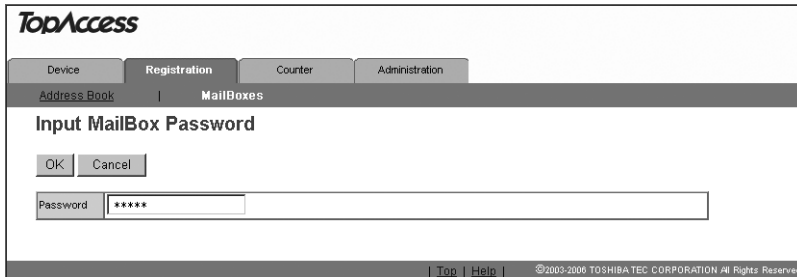 TopAccess
Device Registration Counter Administration
Address Book | MailBoxes
Input MailBox Password
OK Cancel
Password *****
| Top | Help | ©2003-2006 TOSHIBA TEC CORPORATION All Rights Reserve